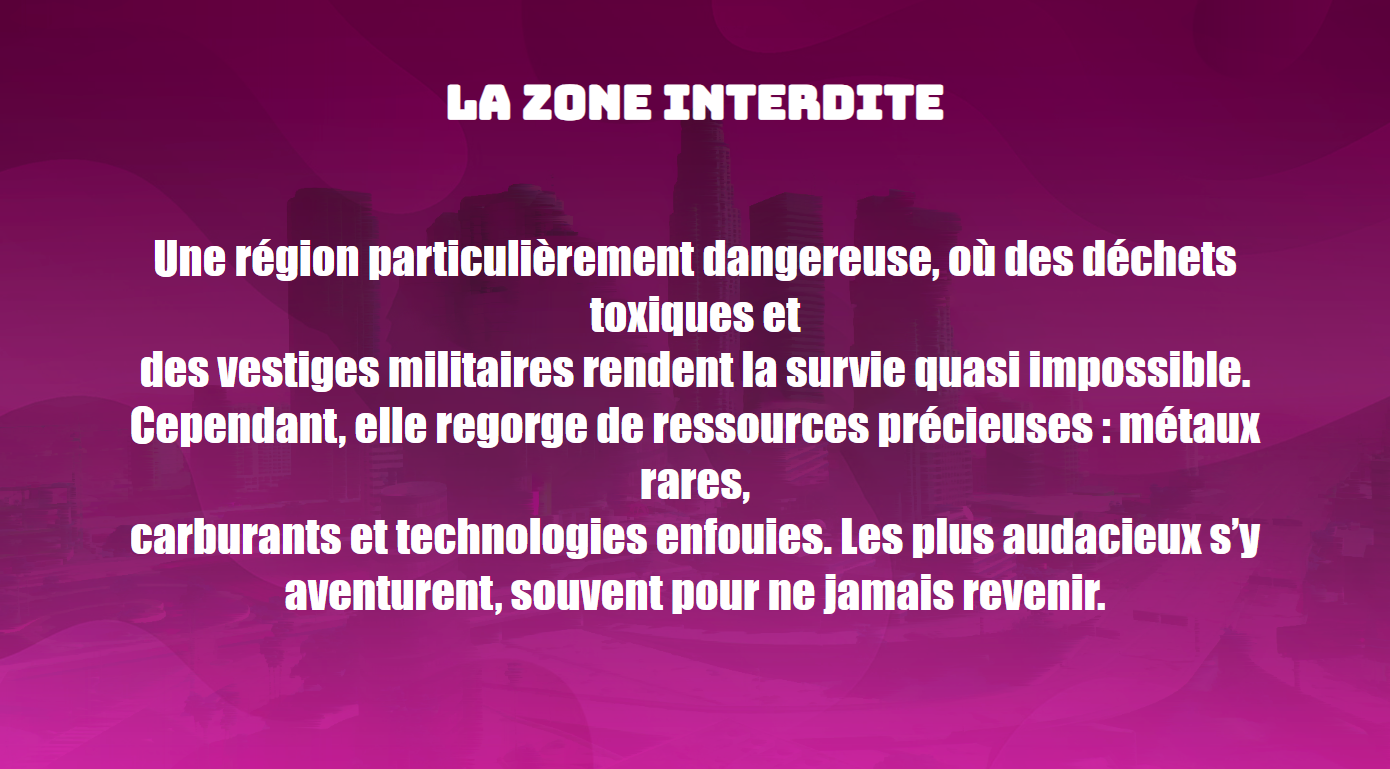 LA ZONE INTERDITE
Une région particulièrement dangereuse, où des déchets
toxiques et
des vestiges militaires rendent la survie quasi impossible.
Cependant, elle regorge de ressources précieuses : métaux
rares,
carburants et technologies enfouies. Les plus audacieux s’y
aventurent, souvent pour ne jamais revenir.